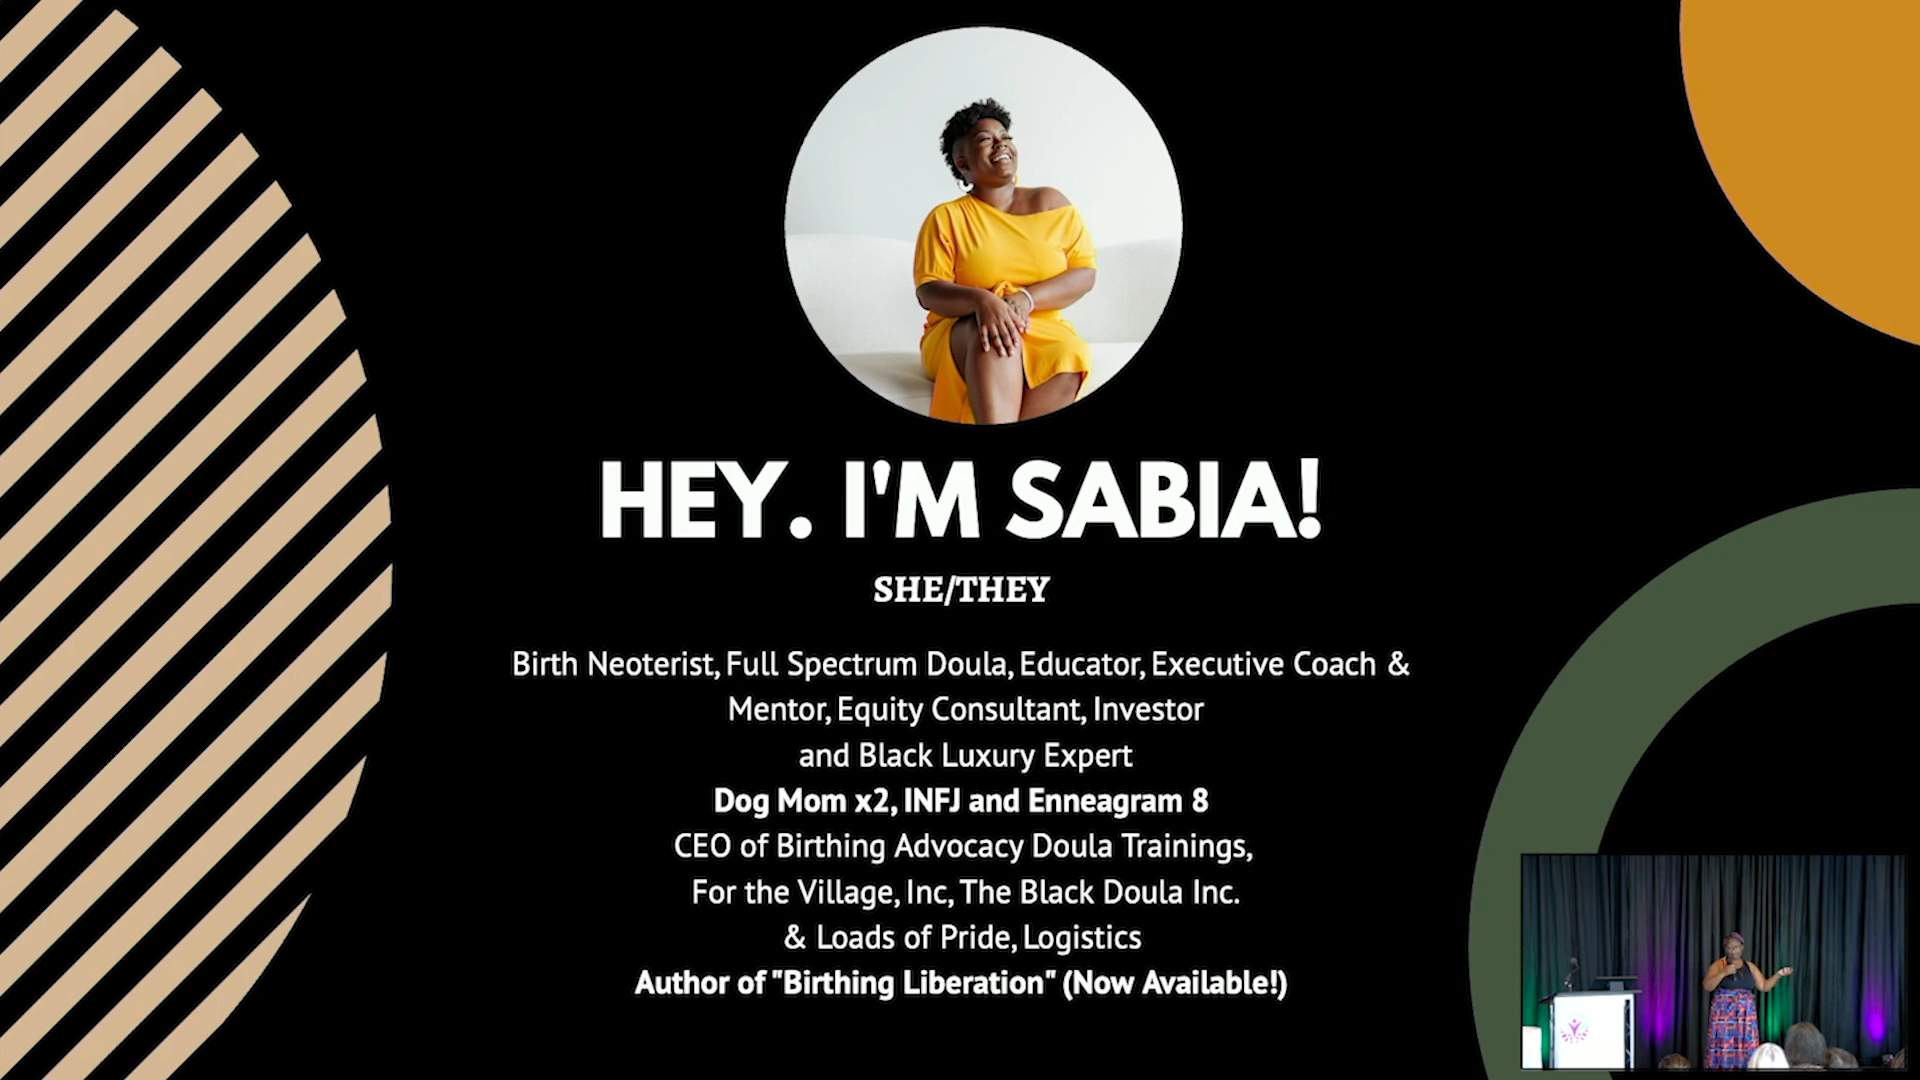 HEY. I'M SABIA!
SHE/THEY
Birth Neoterist, Full Spectrum Doula, Educator, Executive Coach &
Mentor, Equity Consultant, Investor
and Black Luxury Expert
Dog Mom x2, INFJ and Enneagram 8
CEO of Birthing Advocacy Doula Trainings,
For the Village, Inc, The Black Doula Inc.
& Loads of Pride, Logistics
Author of "Birthing Liberation" (Now Available!)